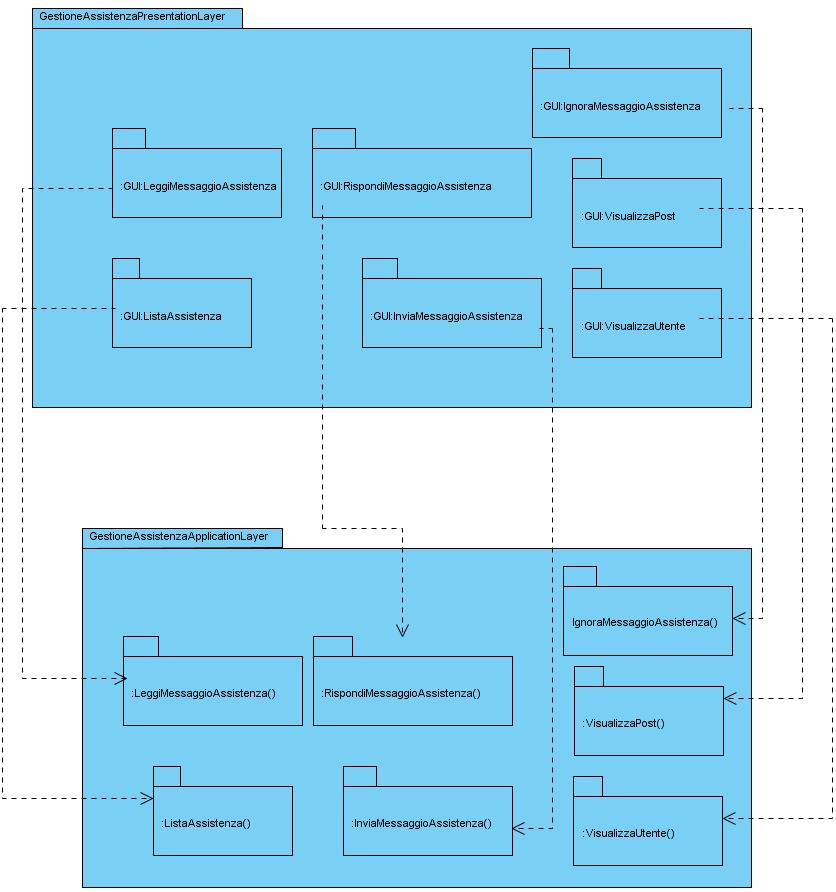 GestioneAssistenzaPresentationLayer
:GUI:IgnoraMessaggioAssistenza
:GUI:LeggiMessaggioAssistenza
:GUI:RispondiMessaggioAssistenza
:GUI:VisualizzaPost
:GUI:ListaAssistenza
:GUI:InviaMessaggioAssistenza
:GUI:VisualizzaUtente
GestioneAssistenzaApplicationLayer
IgnoraMessaggioAssistenza()
:LeggiMessaggioAssistenza()
:RispondiMessaggioAssistenza()
:VisualizzaPost()
:ListaAssistenza()
:InviaMessaggioAssistenza()
:VisualizzaUtente()